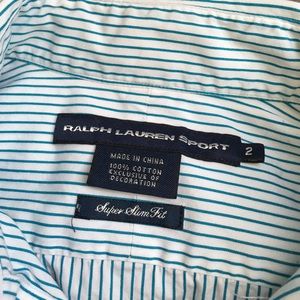 RALPH LAUREN SPORT
2
MADE IN CHINA
100% COTTON
EXCLUSIVE OF
DECORATION
Super Slim Fit